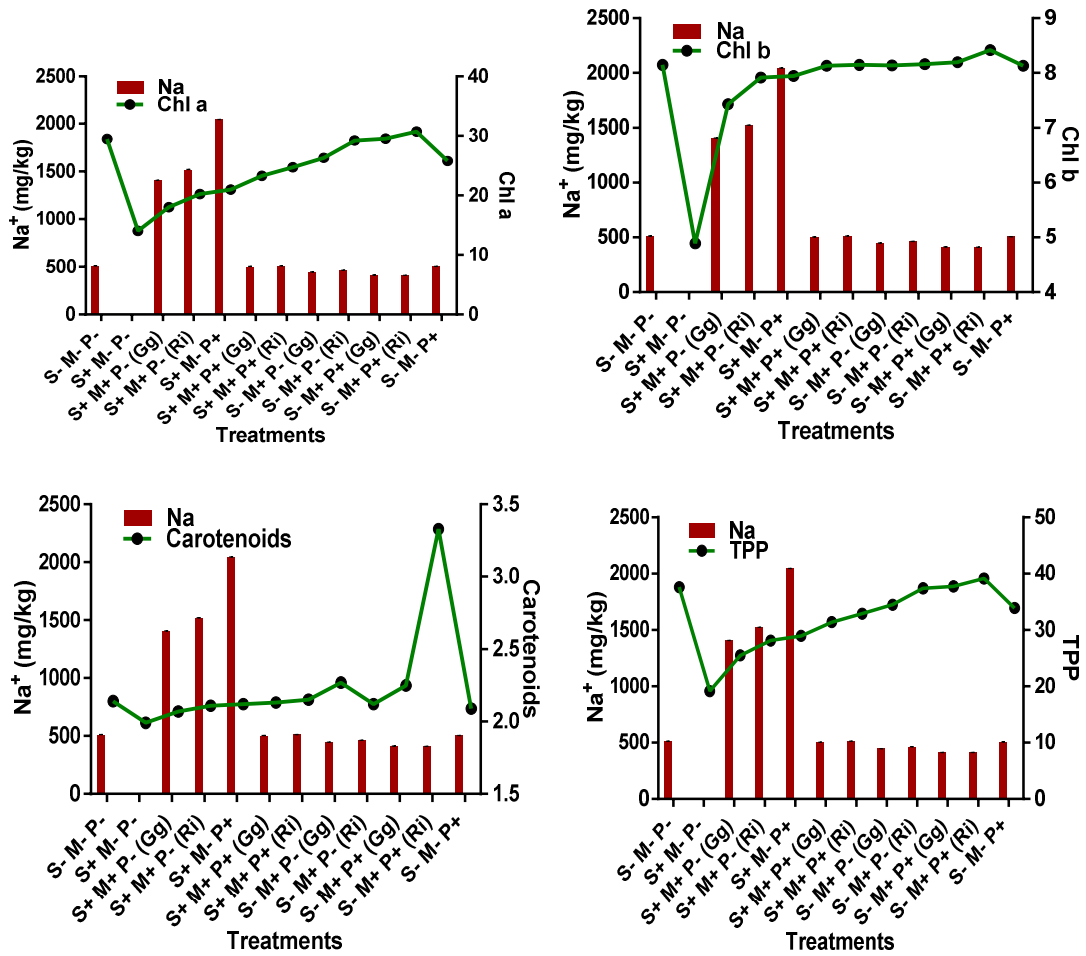 Na
Chl a
2500
2000
1500
1000
500
0
Na⁺ (mg/kg)
40
30
20
10
0
Chl a
S- M- P-
S+ M- P-
S+ M+ P- (Gg)
S+ M+ P- (Ri)
S+ M- P+
S+ M+ P+ (Gg)
S+ M+ P+ (Ri)
S- M+ P- (Gg)
S- M+ P- (Ri)
S- M+ P+ (Gg)
S- M+ P+ (Ri)
S- M- P+
Treatments
Na
Chl b
2500
2000
1500
1000
500
0
Na⁺ (mg/kg)
9
8
7
6
5
4
Chl b
S- M- P-
S+ M- P-
S+ M+ P- (Gg)
S+ M+ P- (Ri)
S+ M- P+
S+ M+ P+ (Gg)
S+ M+ P+ (Ri)
S- M+ P- (Gg)
S- M+ P- (Ri)
S- M+ P+ (Gg)
S- M+ P+ (Ri)
S- M- P+
Treatments
Na
Carotenoids
2500
2000
1500
1000
500
0
Na⁺ (mg/kg)
3.5
3.0
2.5
2.0
1.5
Carotenoids
S- M- P-
S+ M- P-
S+ M+ P- (Gg)
S+ M+ P- (Ri)
S+ M- P+
S+ M+ P+ (Gg)
S+ M+ P+ (Ri)
S- M+ P- (Gg)
S- M+ P- (Ri)
S- M+ P+ (Gg)
S- M+ P+ (Ri)
S- M- P+
Treatments
Na
TPP
2500
2000
1500
1000
500
0
Na⁺ (mg/kg)
50
40
30
20
10
0
TPP
S- M- P-
S+ M- P-
S+ M+ P- (Gg)
S+ M+ P- (Ri)
S+ M- P+
S+ M+ P+ (Gg)
S+ M+ P+ (Ri)
S- M+ P- (Gg)
S- M+ P- (Ri)
S- M+ P+ (Gg)
S- M+ P+ (Ri)
S- M- P+
Treatments